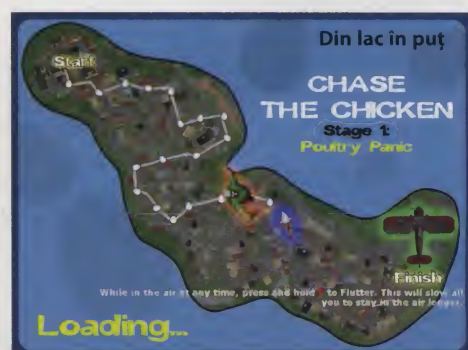 Din lac în puț
Start
CHASE
THE CHICKEN
Stage 1:
Poultry Panic
Finish
While in the air at any time, press and hold to Flutter. This will slow all
you to stay in the air longer.
Loading...